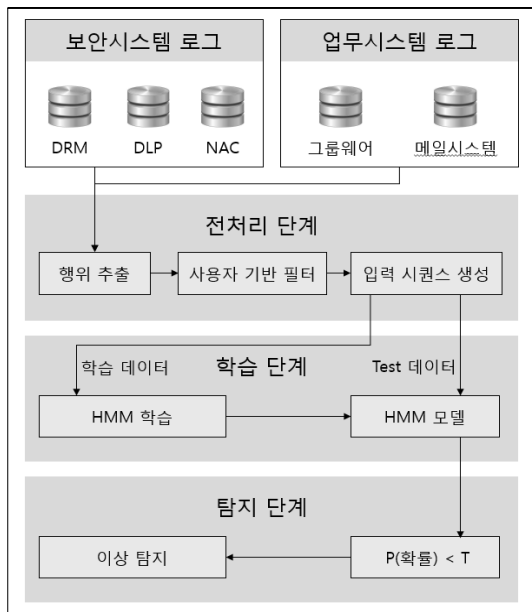 보안시스템 로그
업무시스템 로그
DRM
DLP
NAC
그룹웨어
메일시스템
전처리 단계
행위 추출
사용자 기반 필터
입력 시퀀스 생성
학습 데이터
학습 단계
Test 데이터
HMM 학습
HMM 모델
탐지 단계
이상 탐지
P(확률) < T